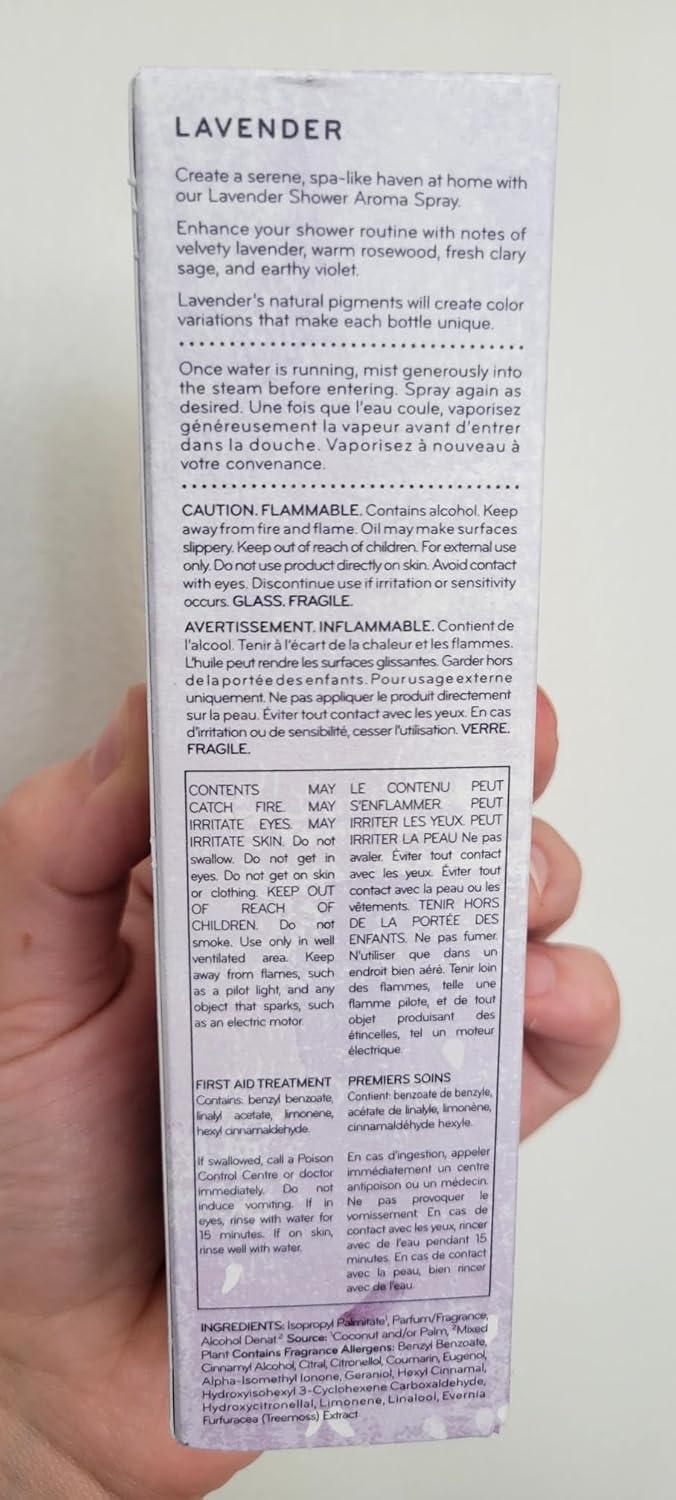 LAVENDER
Create a serene, spa-like haven at home with
our Lavender Shower Aroma Spray.
Enhance your shower routine with notes of
velvety lavender, warm rosewood, fresh clary
sage, and earthy violet.
Lavender's natural pigments will create color
variations that make each bottle unique.
Once water is running, mist generously into
the steam before entering. Spray again as
desired. Une fois que l'eau coule, vaporisez
généreusement la vapeur avant d'entrer
dans la douche. Vaporisez à nouveau à
votre convenance.
CAUTION. FLAMMABLE. Contains alcohol. Keep
away from fire and flame. Oil may make surfaces
slippery. Keep out of reach of children. For external use
only. Do not use product directly on skin. Avoid contact
with eyes. Discontinue use if irritation or sensitivity
occurs. GLASS. FRAGILE.
AVERTISSEMENT. INFLAMMABLE. Contient de
l'alcool. Tenir à l'écart de la chaleur et les flammes.
L'huile peut rendre les surfaces glissantes. Garder hors
de la portée des enfants. Pour usage externe
uniquement. Ne pas appliquer le produit directement
sur la peau. Éviter tout contact avec les yeux. En cas
d'irritation ou de sensibilité, cesser l'utilisation. VERRE.
FRAGILE.
CONTENTS MAY
CATCH FIRE. MAY
IRRITATE EYES. MAY
IRRITATE SKIN. Do not
swallow. Do not get in
eyes. Do not get on skin
or clothing. KEEP OUT
OF REACH OF
CHILDREN. Do not
smoke. Use only in well
ventilated area. Keep
away from flames, such
as a pilot light, and any
object that sparks, such
as an electric motor.
LE CONTENU PEUT
S'ENFLAMMER. PEUT
IRRITER LES YEUX. PEUT
IRRITER LA PEAU Ne pas
avaler. Éviter tout contact
avec les yeux. Éviter tout
contact avec la peau ou les
vêtements. TENIR HORS
DE LA PORTÉE DES
ENFANTS. Ne pas fumer.
N'utiliser que dans un
endroit bien aéré. Tenir loin
des flammes, telle une
flamme pilote, et de tout
objet produisant des
étincelles, tel un moteur
électrique.
FIRST AID TREATMENT
Contains: benzyl benzoate,
linalyl acetate, limonene,
hexyl cinnamaldehyde.
If swallowed, call a Poison
Control Centre or doctor
immediately. Do not
induce vomiting. If in
eyes, rinse with water for
15 minutes. If on skin,
rinse well with water.
PREMIERS SOINS
Contient: benzoate de benzyle,
acétate de linalyle, limonène,
cinnamaldéhyde hexyle.
En cas d'ingestion, appeler
immédiatement un centre
antipoison ou un médecin.
Ne pas provoquer le
vomissement. En cas de
contact avec les yeux, rincer
avec de l'eau pendant 15
minutes. En cas de contact
avec la peau, bien rincer
avec de l'eau.
INGREDIENTS: Isopropyl Palmitate¹, Parfum/Fragrance,
Alcohol Denat.² Source: ¹Coconut and/or Palm, ²Mixed
Plant Contains Fragrance Allergens: Benzyl Benzoate,
Cinnamyl Alcohol, Citral, Citronellol, Coumarin, Eugenol,
Alpha-Isomethyl Ionone, Geraniol, Hexyl Cinnamal,
Hydroxyisohexyl 3-Cyclohexene Carboxaldehyde,
Hydroxycitronellal, Limonene, Linalool, Evernia
Furfuracea (Treemoss) Extract